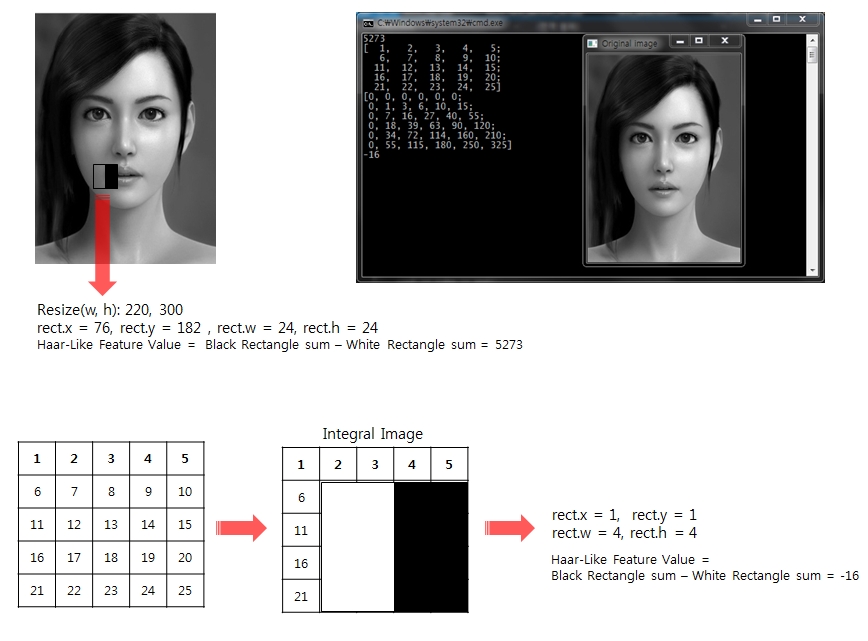 C:₩Windows₩system32₩cmd.exe
5273
[ 1, 2, 3, 4, 5;
6, 7, 8, 9, 10;
11, 12, 13, 14, 15;
16, 17, 18, 19, 20;
21, 22, 23, 24, 25]
[0, 0, 0, 0, 0, 0;
0, 1, 3, 6, 10, 15;
0, 7, 16, 27, 40, 55;
0, 18, 39, 63, 90, 120;
0, 34, 72, 114, 160, 210;
0, 55, 115, 180, 250, 325]
-16
Original image
Resize(w, h): 220, 300
rect.x = 76, rect.y = 182 , rect.w = 24, rect.h = 24
Haar-Like Feature Value = Black Rectangle sum – White Rectangle sum = 5273
1 2 3 4 5
6 7 8 9 10
11 12 13 14 15
16 17 18 19 20
21 22 23 24 25
Integral Image
1 2 3 4 5
6
11
16
21
rect.x = 1, rect.y = 1
rect.w = 4, rect.h = 4
Haar-Like Feature Value =
Black Rectangle sum – White Rectangle sum = -16